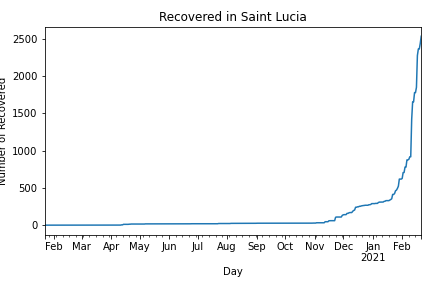 Recovered in Saint Lucia
Number of Recovered
2500
2000
1500
1000
500
0
Feb Mar Apr May Jun Jul Aug Sep Oct Nov Dec Jan Feb
2021
Day